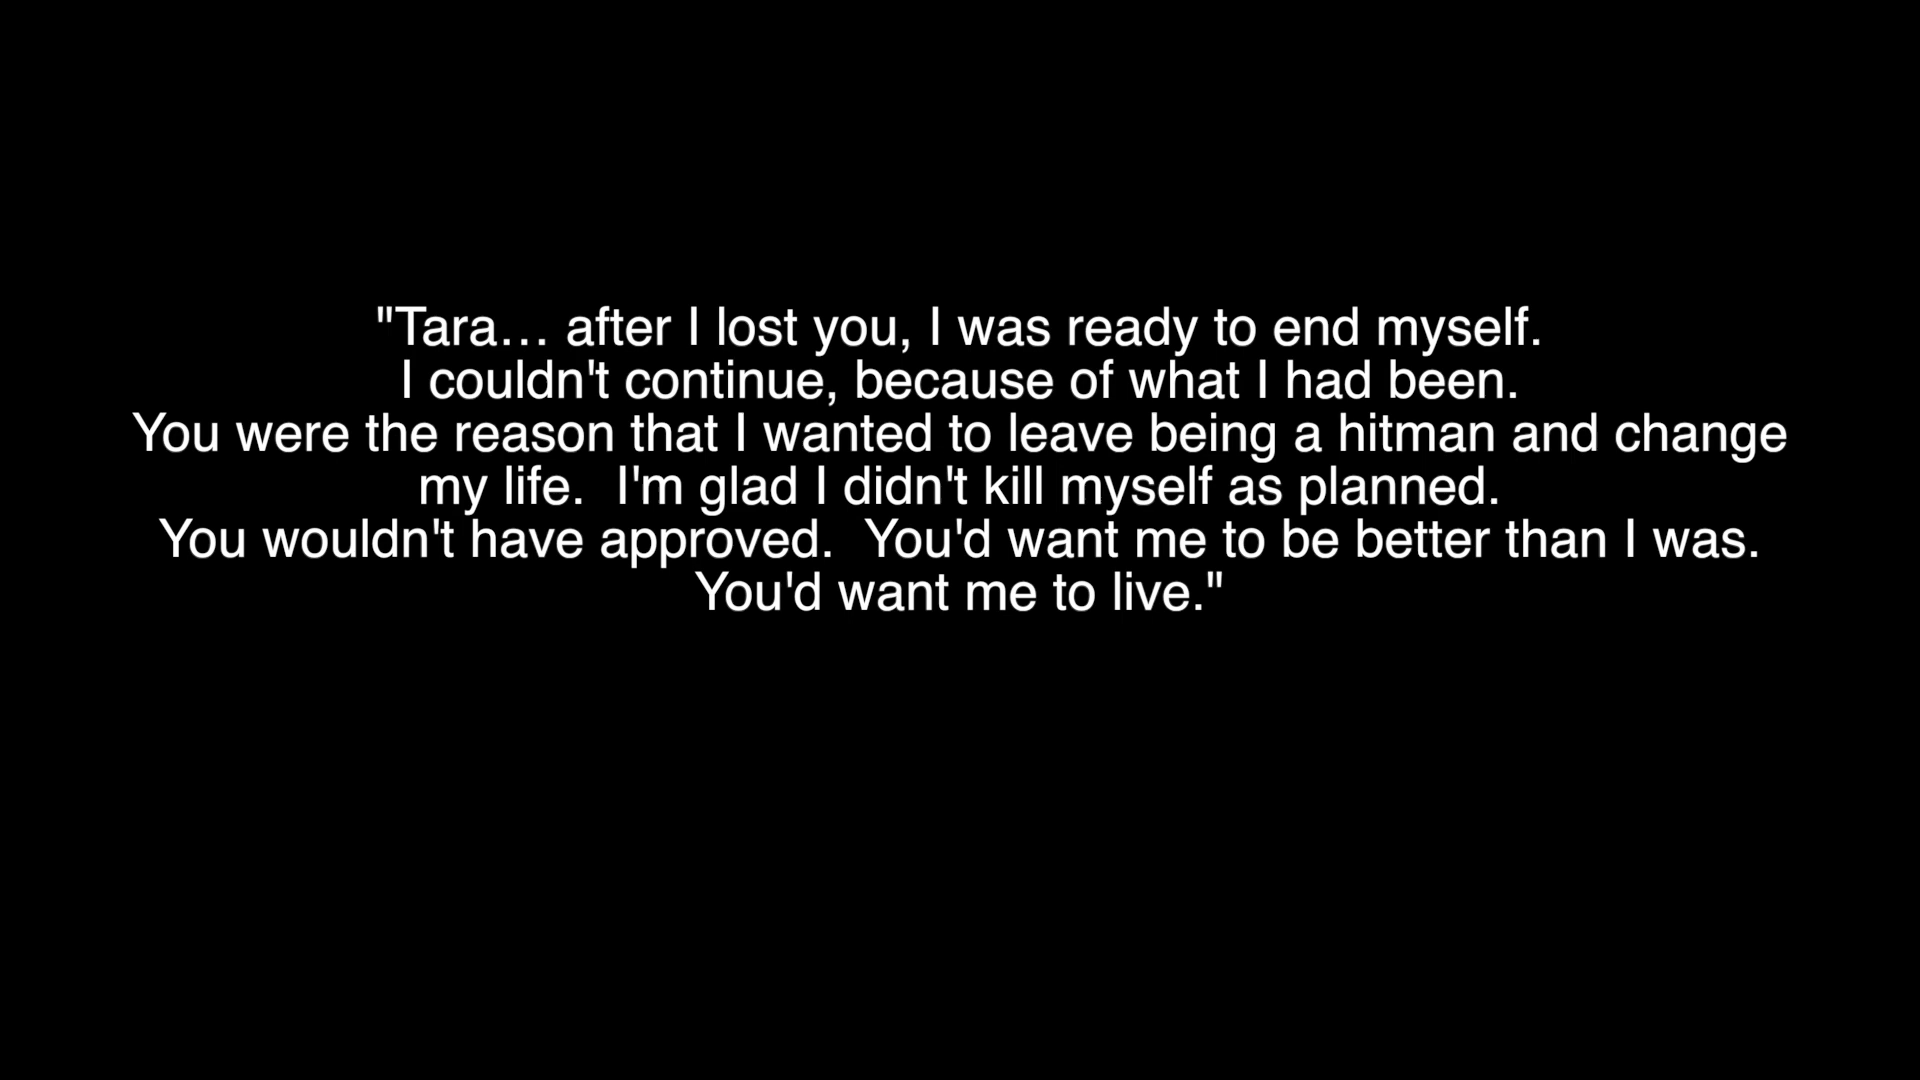 "Tara… after I lost you, I was ready to end myself.
I couldn't continue, because of what I had been.
You were the reason that I wanted to leave being a hitman and change
my life.  I'm glad I didn't kill myself as planned.
You wouldn't have approved.  You'd want me to be better than I was.
You'd want me to live."